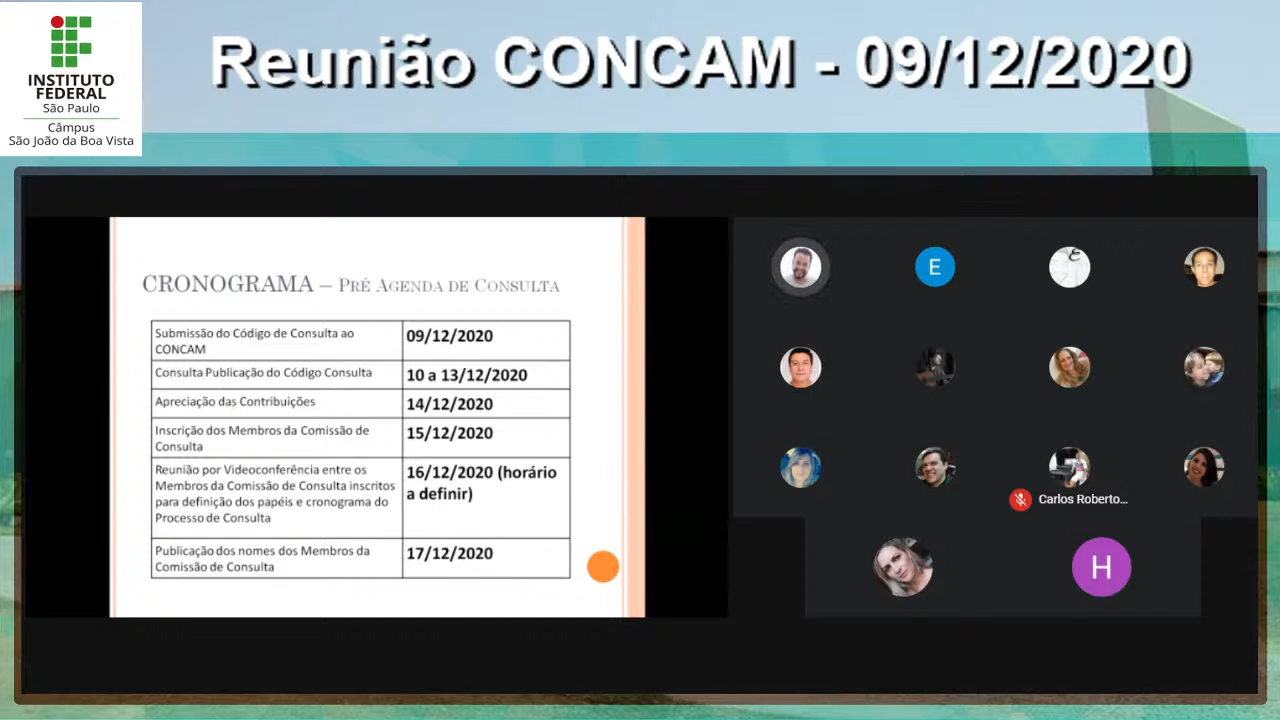 INSTITUTO
FEDERAL
São Paulo
Câmpus
São João da Boa Vista
Reunião CONCAM - 09/12/2020
CRONOGRAMA – PRÉ AGENDA DE CONSULTA
Submissão do Código de Consulta ao
CONCAM
09/12/2020
Consulta Publicação do Código Consulta
10 a 13/12/2020
Apreciação das Contribuições
14/12/2020
Inscrição dos Membros da Comissão de
Consulta
15/12/2020
Reunião por Videoconferência entre os
Membros da Comissão de Consulta inscritos
para definição dos papéis e cronograma do
Processo de Consulta
16/12/2020 (horário
a definir)
Publicação dos nomes dos Membros da
Comissão de Consulta
17/12/2020
E
Carlos Roberto...
H